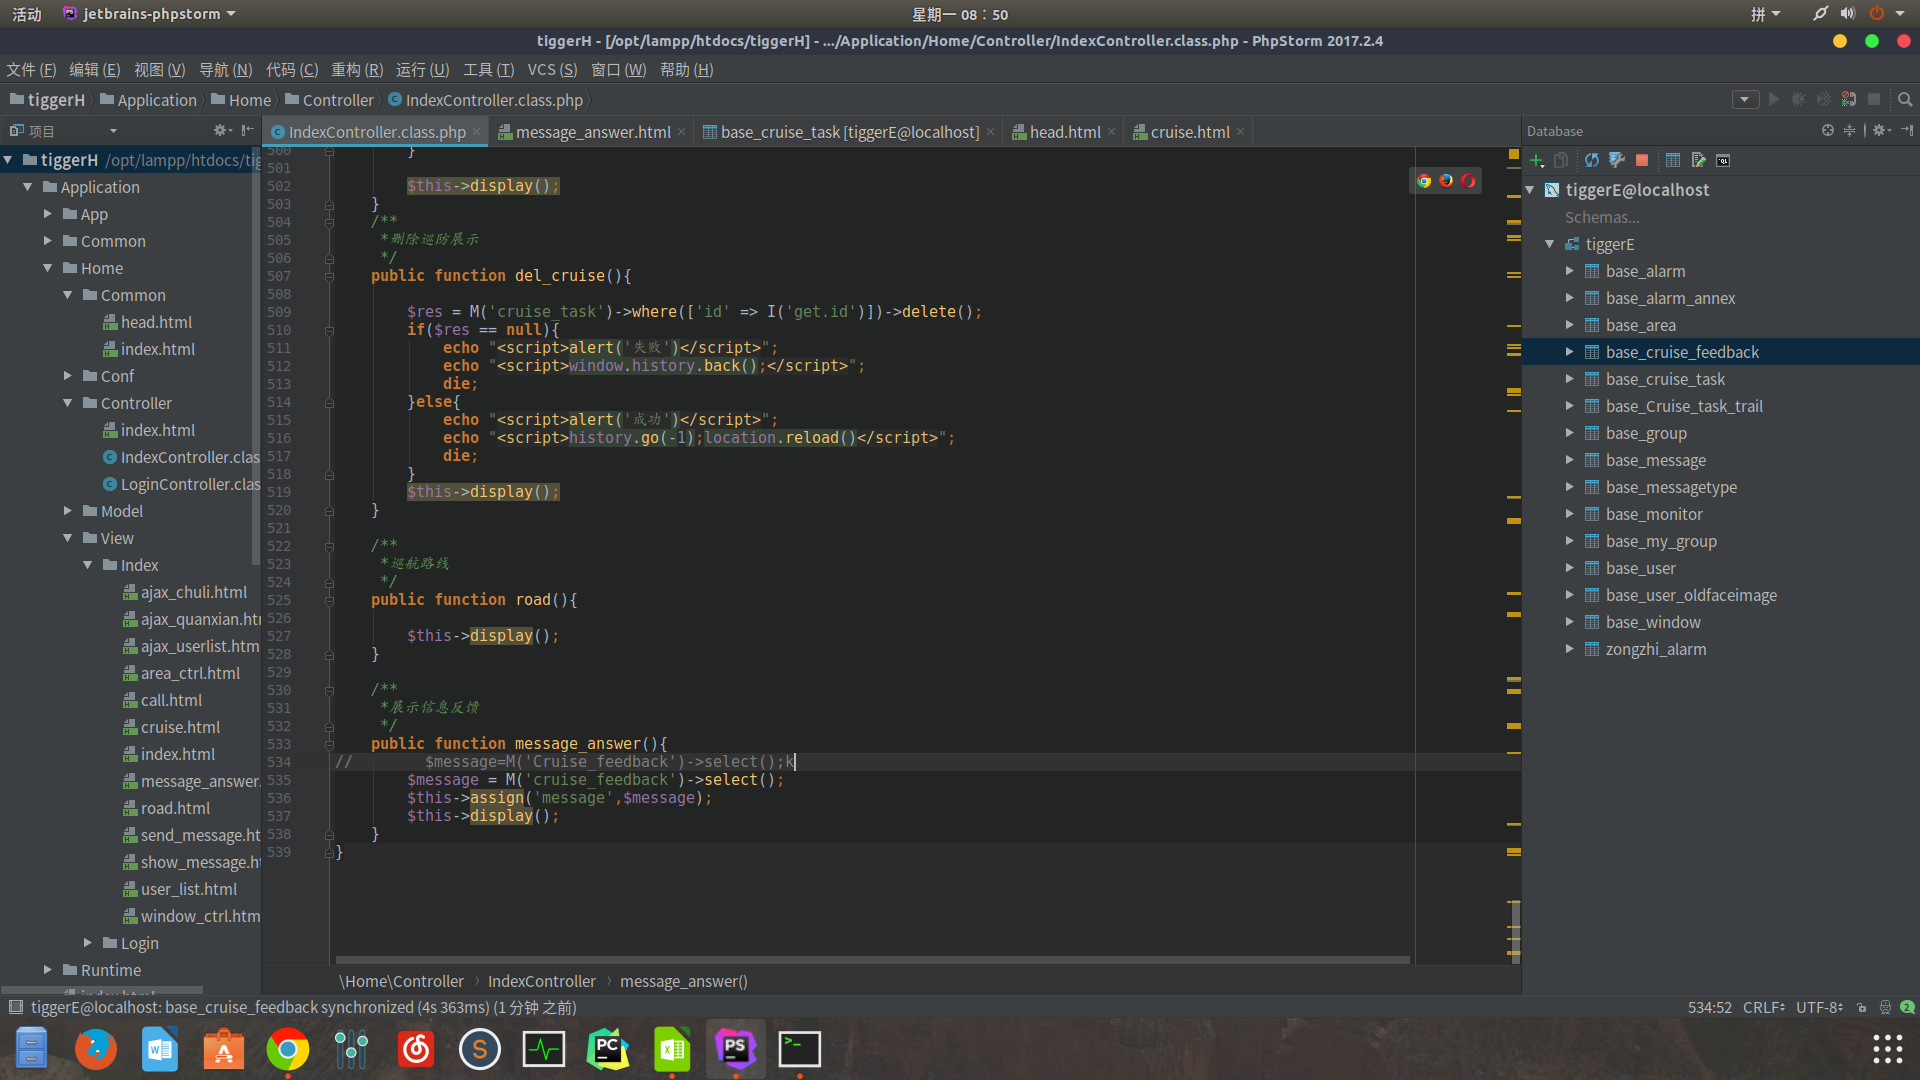 活动 jetbrains-phpstorm 星期一 08：50 拼
tiggerH - [/opt/lampp/htdocs/tiggerH] - .../Application/Home/Controller/IndexController.class.php - PhpStorm 2017.2.4
文件 (F) 编辑 (E) 视图 (V) 导航 (N) 代码 (C) 重构 (R) 运行 (U) 工具 (T) VCS (S) 窗口 (W) 帮助 (H)
tiggerH Application Home Controller IndexController.class.php
项目
IndexController.class.php message_answer.html base_cruise_task [tiggerE@localhost] head.html cruise.html
Database
tiggerH /opt/lampp/htdocs/tig
Application
App
Common
Home
Common
head.html
index.html
Conf
Controller
index.html
IndexController.clas
LoginController.clas
Model
View
Index
ajax_chuli.html
ajax_quanxian.htr
ajax_userlist.htm
area_ctrl.html
call.html
cruise.html
index.html
message_answer.
road.html
send_message.ht
show_message.ht
user_list.html
window_ctrl.htm
Login
Runtime
500 }
501
502 $this->display();
503 }
504 /**
505 *删除巡防展示
506 */
507 public function del_cruise(){
508
509 $res = M('cruise_task')->where(['id' => I('get.id')])->delete();
510 if($res == null){
511 echo "<script>alert('失败')</script>";
512 echo "<script>window.history.back();</script>";
513 die;
514 }else{
515 echo "<script>alert('成功')</script>";
516 echo "<script>history.go(-1);location.reload()</script>";
517 die;
518 }
519 $this->display();
520 }
521
522 /**
523 *巡航路线
524 */
525 public function road(){
526
527 $this->display();
528 }
529
530 /**
531 *展示信息反馈
532 */
533 public function message_answer(){
534 // $message=M('Cruise_feedback')->select();k
535 $message = M('cruise_feedback')->select();
536 $this->assign('message',$message);
537 $this->display();
538 }
539 }
\Home\Controller IndexController message_answer()
tiggerE@localhost
Schemas...
tiggerE
base_alarm
base_alarm_annex
base_area
base_cruise_feedback
base_cruise_task
base_Cruise_task_trail
base_group
base_message
base_messagetype
base_monitor
base_my_group
base_user
base_user_oldfaceimage
base_window
zongzhi_alarm
tiggerE@localhost: base_cruise_feedback synchronized (4s 363ms) (1 分钟 之前) 534:52 CRLF UTF-8 2
W A S PC X PS >_